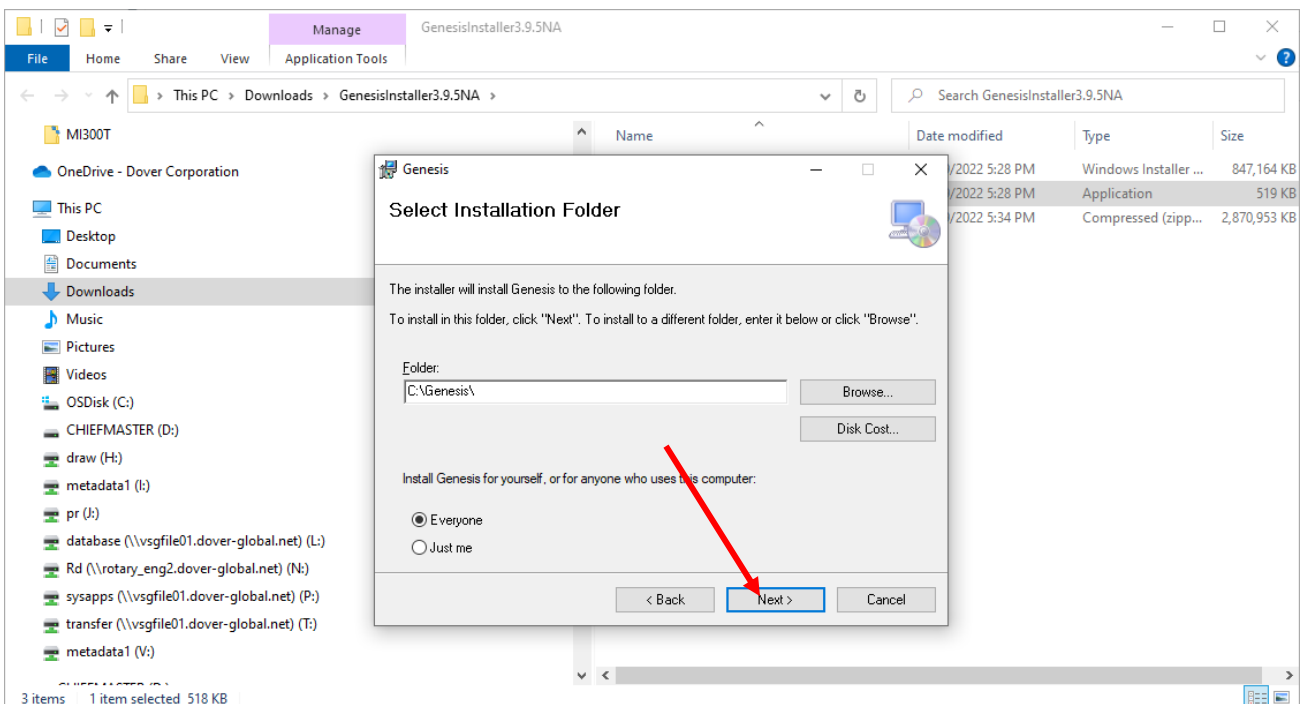 Manage GenesisInstaller3.9.5NA
File Home Share View Application Tools
This PC > Downloads > GenesisInstaller3.9.5NA >
Search GenesisInstaller3.9.5NA
Name Date modified Type Size
/2022 5:28 PM Windows Installer ... 847,164 KB
/2022 5:28 PM Application 519 KB
/2022 5:34 PM Compressed (zipp... 2,870,953 KB
MI300T
OneDrive - Dover Corporation
This PC
Desktop
Documents
Downloads
Music
Pictures
Videos
OSDisk (C:)
CHIEFMASTER (D:)
draw (H:)
metadata1 (I:)
pr (J:)
database (\\vsgfile01.dover-global.net) (L:)
Rd (\\rotary_eng2.dover-global.net) (N:)
sysapps (\\vsgfile01.dover-global.net) (P:)
transfer (\\vsgfile01.dover-global.net) (T:)
metadata1 (V:)
Genesis
Select Installation Folder
The installer will install Genesis to the following folder.
To install in this folder, click "Next". To install to a different folder, enter it below or click "Browse".
Folder:
C:\Genesis\
Browse...
Disk Cost...
Install Genesis for yourself, or for anyone who uses this computer:
Everyone
Just me
< Back Next > Cancel
3 items 1 item selected 518 KB